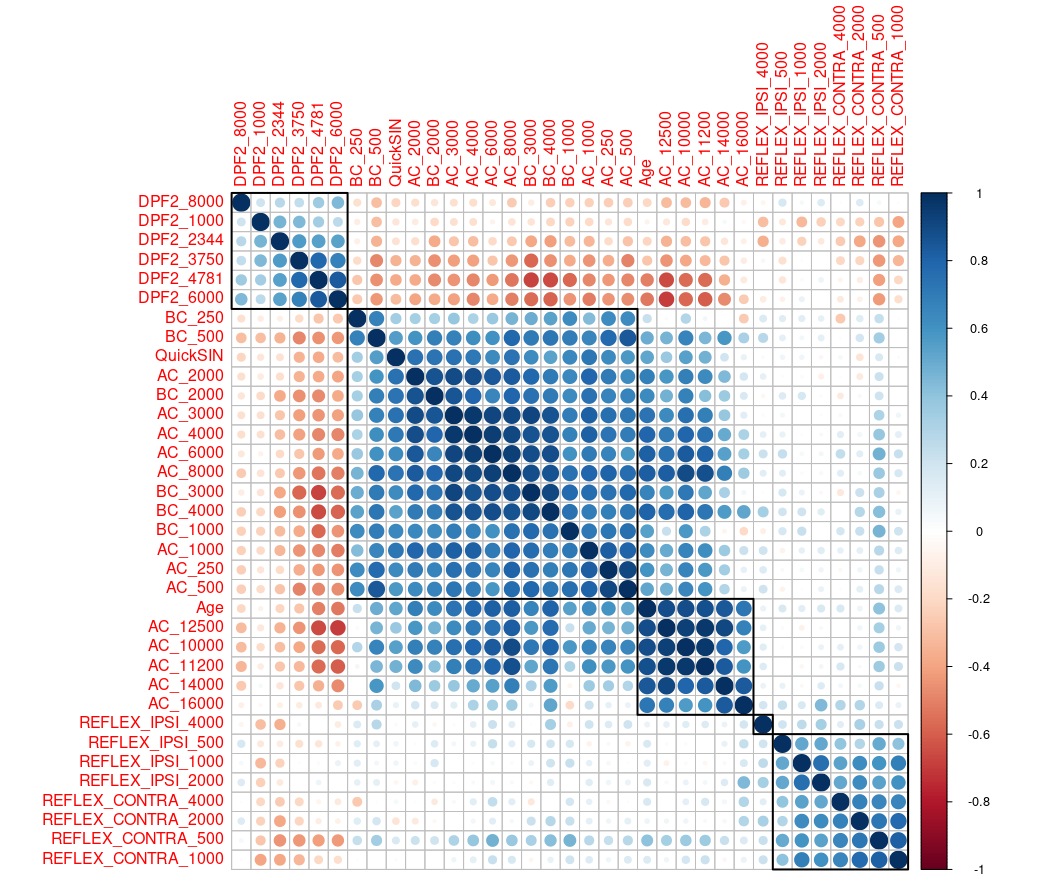 DPF2_8000
DPF2_1000
DPF2_2344
DPF2_3750
DPF2_4781
DPF2_6000
BC_250
BC_500
QuickSIN
AC_2000
BC_2000
AC_3000
AC_4000
AC_6000
AC_8000
BC_3000
BC_4000
BC_1000
AC_1000
AC_250
AC_500
Age
AC_12500
AC_10000
AC_11200
AC_14000
AC_16000
REFLEX_IPSI_4000
REFLEX_IPSI_500
REFLEX_IPSI_1000
REFLEX_IPSI_2000
REFLEX_CONTRA_4000
REFLEX_CONTRA_2000
REFLEX_CONTRA_500
REFLEX_CONTRA_1000
DPF2_8000
DPF2_1000
DPF2_2344
DPF2_3750
DPF2_4781
DPF2_6000
BC_250
BC_500
QuickSIN
AC_2000
BC_2000
AC_3000
AC_4000
AC_6000
AC_8000
BC_3000
BC_4000
BC_1000
AC_1000
AC_250
AC_500
Age
AC_12500
AC_10000
AC_11200
AC_14000
AC_16000
REFLEX_IPSI_4000
REFLEX_IPSI_500
REFLEX_IPSI_1000
REFLEX_IPSI_2000
REFLEX_CONTRA_4000
REFLEX_CONTRA_2000
REFLEX_CONTRA_500
REFLEX_CONTRA_1000
1
0.8
0.6
0.4
0.2
0
-0.2
-0.4
-0.6
-0.8
-1